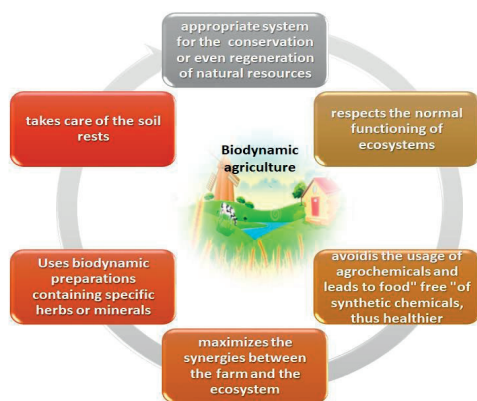 appropriate system
for the conservation
or even regeneration
of natural resources
respects the normal
functioning of
ecosystems
avoidis the usage of
agrochemicals and
leads to food" free "of
synthetic chemicals,
thus healthier
maximizes the
synergies between
the farm and the
ecosystem
Uses biodynamic
preparations
containing specific
herbs or minerals
takes care of the soil
rests
Biodynamic
agriculture